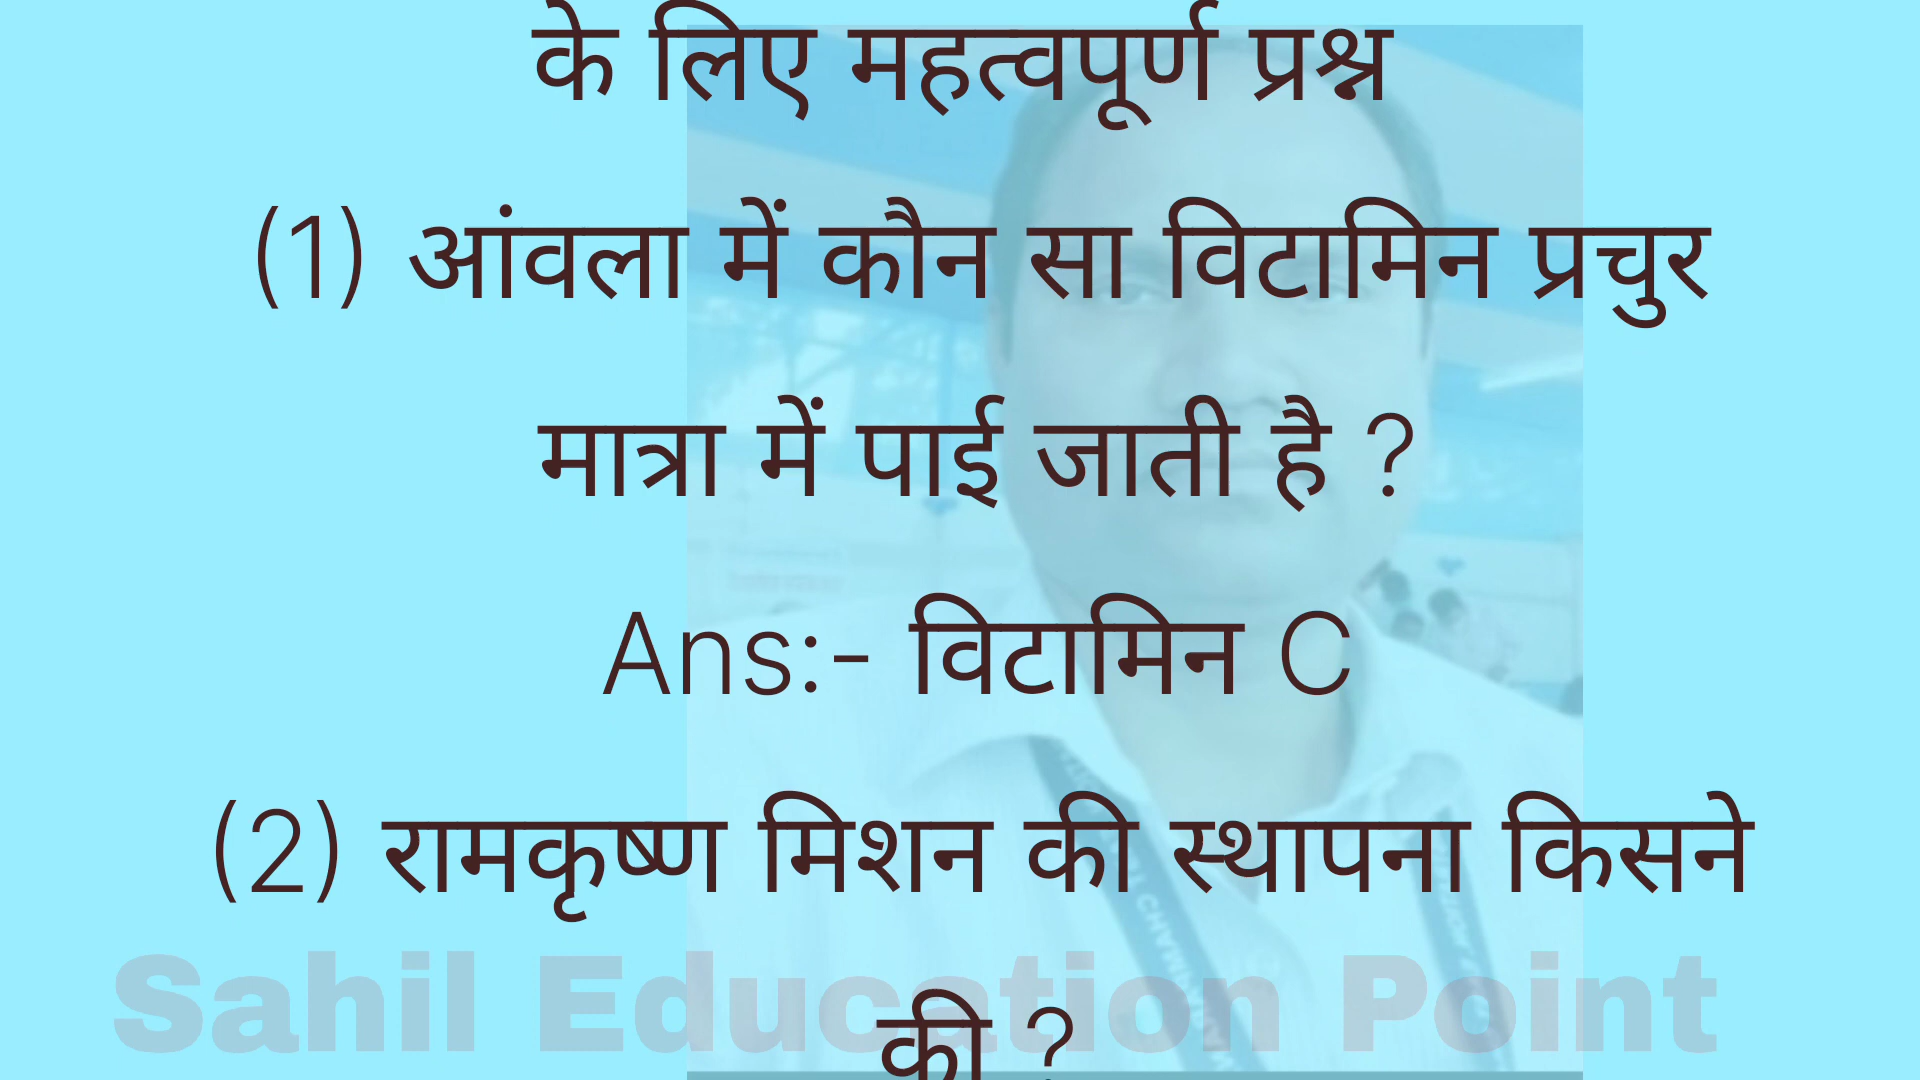 के लिए महत्वपूर्ण प्रश्न
(1) आंवला में कौन सा विटामिन प्रचुर
मात्रा में पाई जाती है ?
Ans:- विटामिन C
(2) रामकृष्ण मिशन की स्थापना किसने
Sahil Education Point
की ?